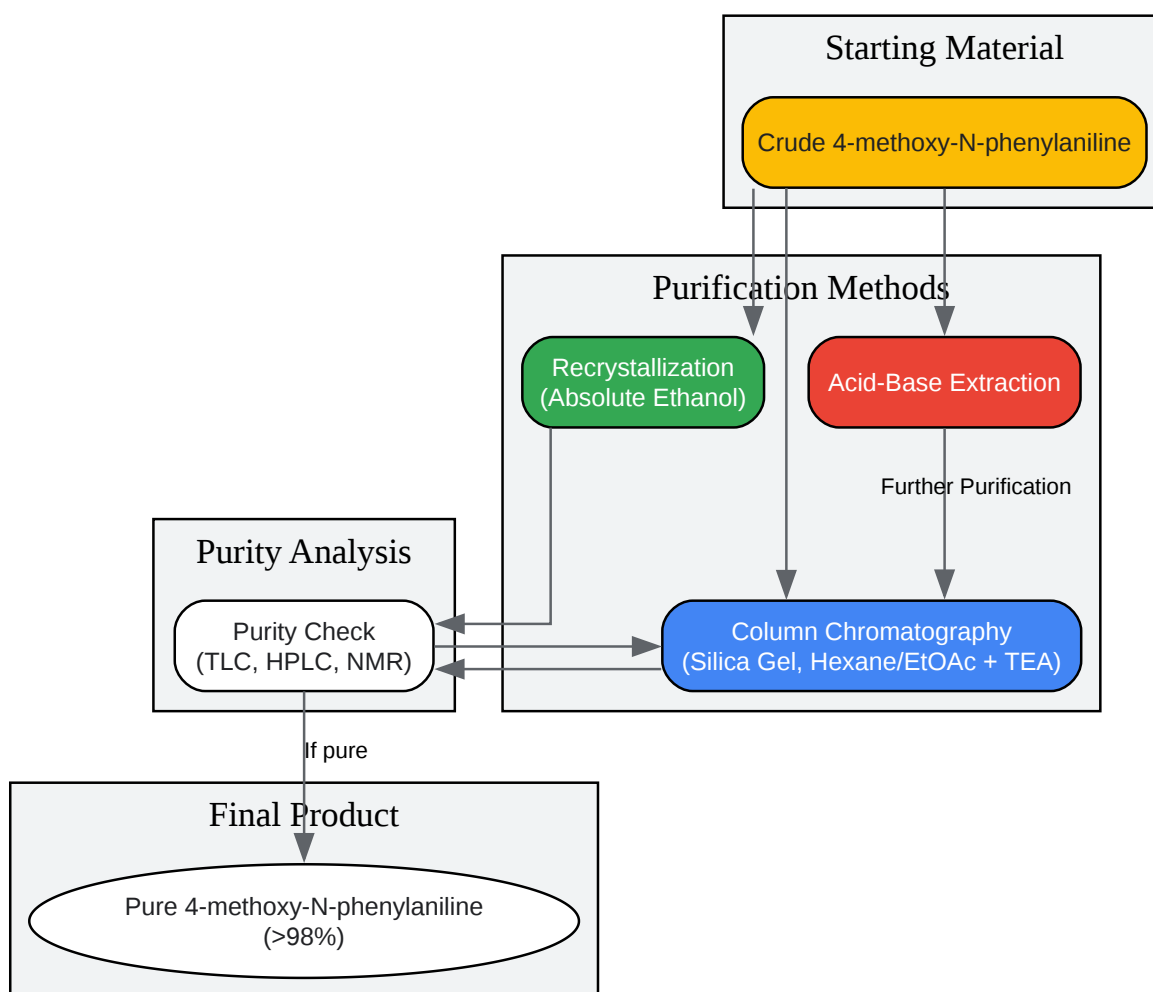 Starting Material
Crude 4-methoxy-N-phenylaniline
Purification Methods
Recrystallization
(Absolute Ethanol)
Acid-Base Extraction
Further Purification
Purity Analysis
Purity Check
(TLC, HPLC, NMR)
Column Chromatography
(Silica Gel, Hexane/EtOAc + TEA)
If pure
Final Product
Pure 4-methoxy-N-phenylaniline
(>98%)